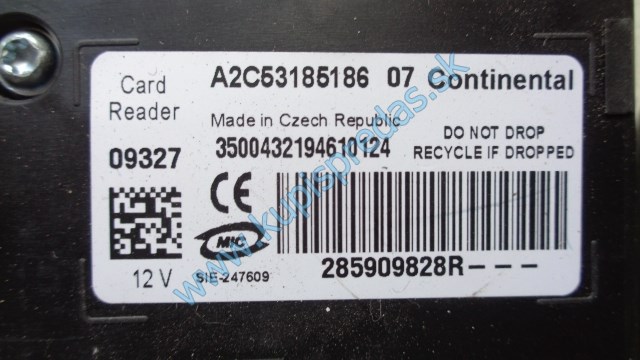 Card
Reader
A2C53185186 07 Continental
Made in Czech Republic
3500432194610124
DO NOT DROP
RECYCLE IF DROPPED
09327
CE
MIC
12 V
SIE-247609
285909828R---
www.kupispredas.sk